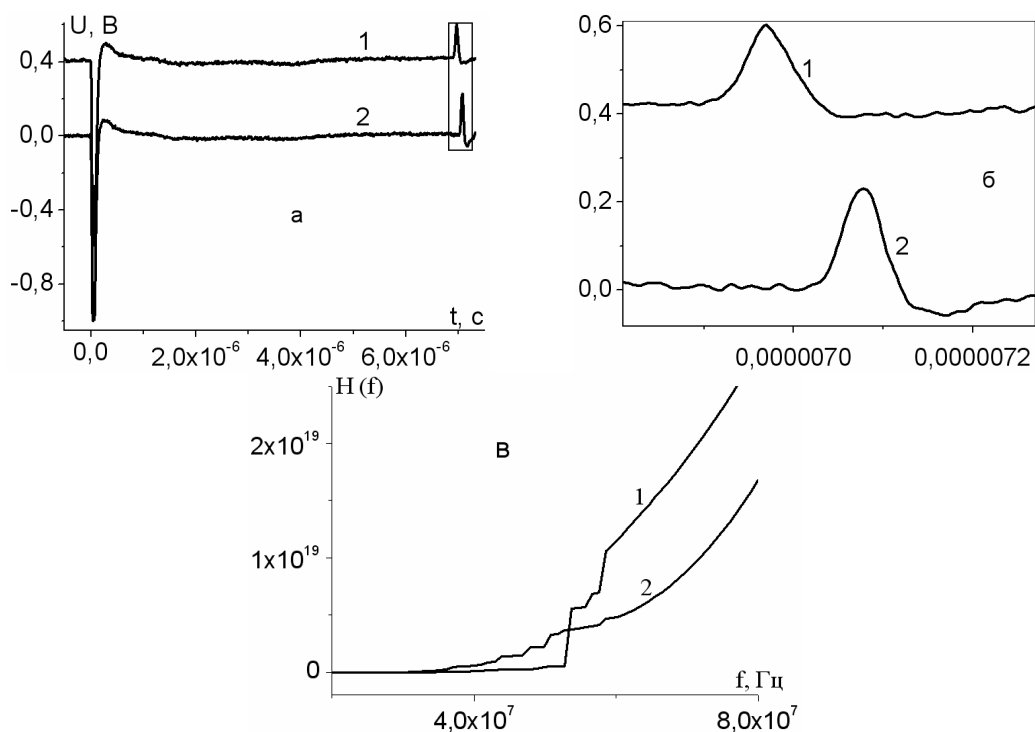 U, В
0,4
0,0
-0,4
-0,8
1
2
а
t, с
0,0
2,0x10⁻⁶
4,0x10⁻⁶
6,0x10⁻⁶
0,6
0,4
0,2
0,0
1
2
б
0,0000070
0,0000072
H (f)
2x10¹⁹
1x10¹⁹
0
в
1
2
f, Гц
4,0x10⁷
8,0x10⁷